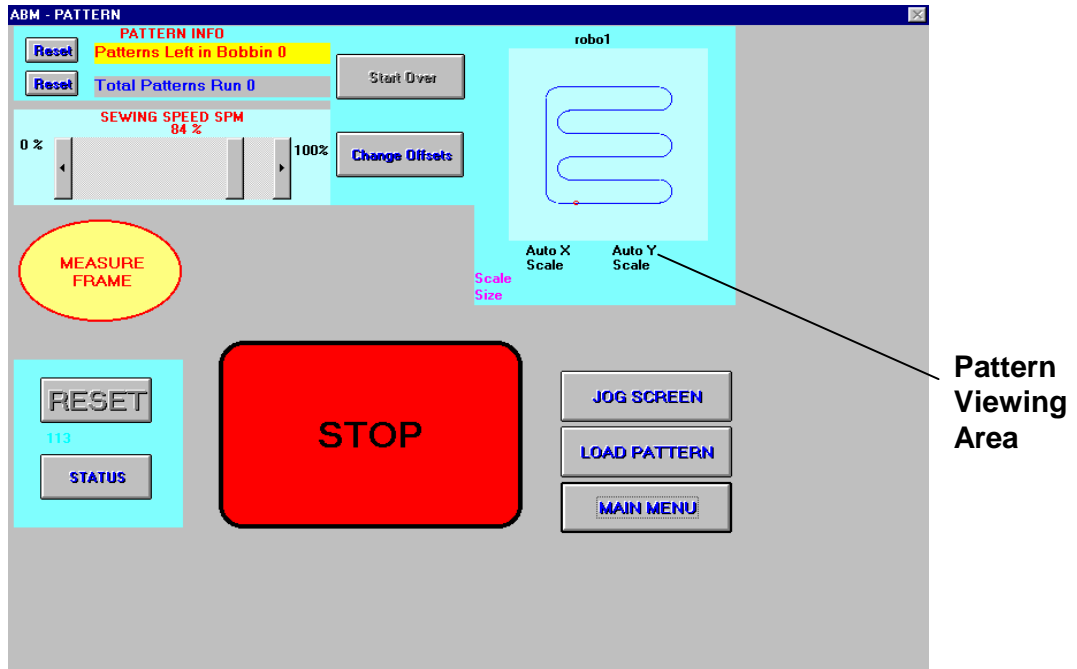 ABM - PATTERN
PATTERN INFO
Reset
Patterns Left in Bobbin 0
Reset
Total Patterns Run 0
Start Over
SEWING SPEED SPM
84 %
0 %
100%
Change Offsets
robo1
Auto X
Scale
Auto Y
Scale
Scale
Size
MEASURE
FRAME
RESET
113
STATUS
STOP
JOG SCREEN
LOAD PATTERN
MAIN MENU
Pattern
Viewing
Area